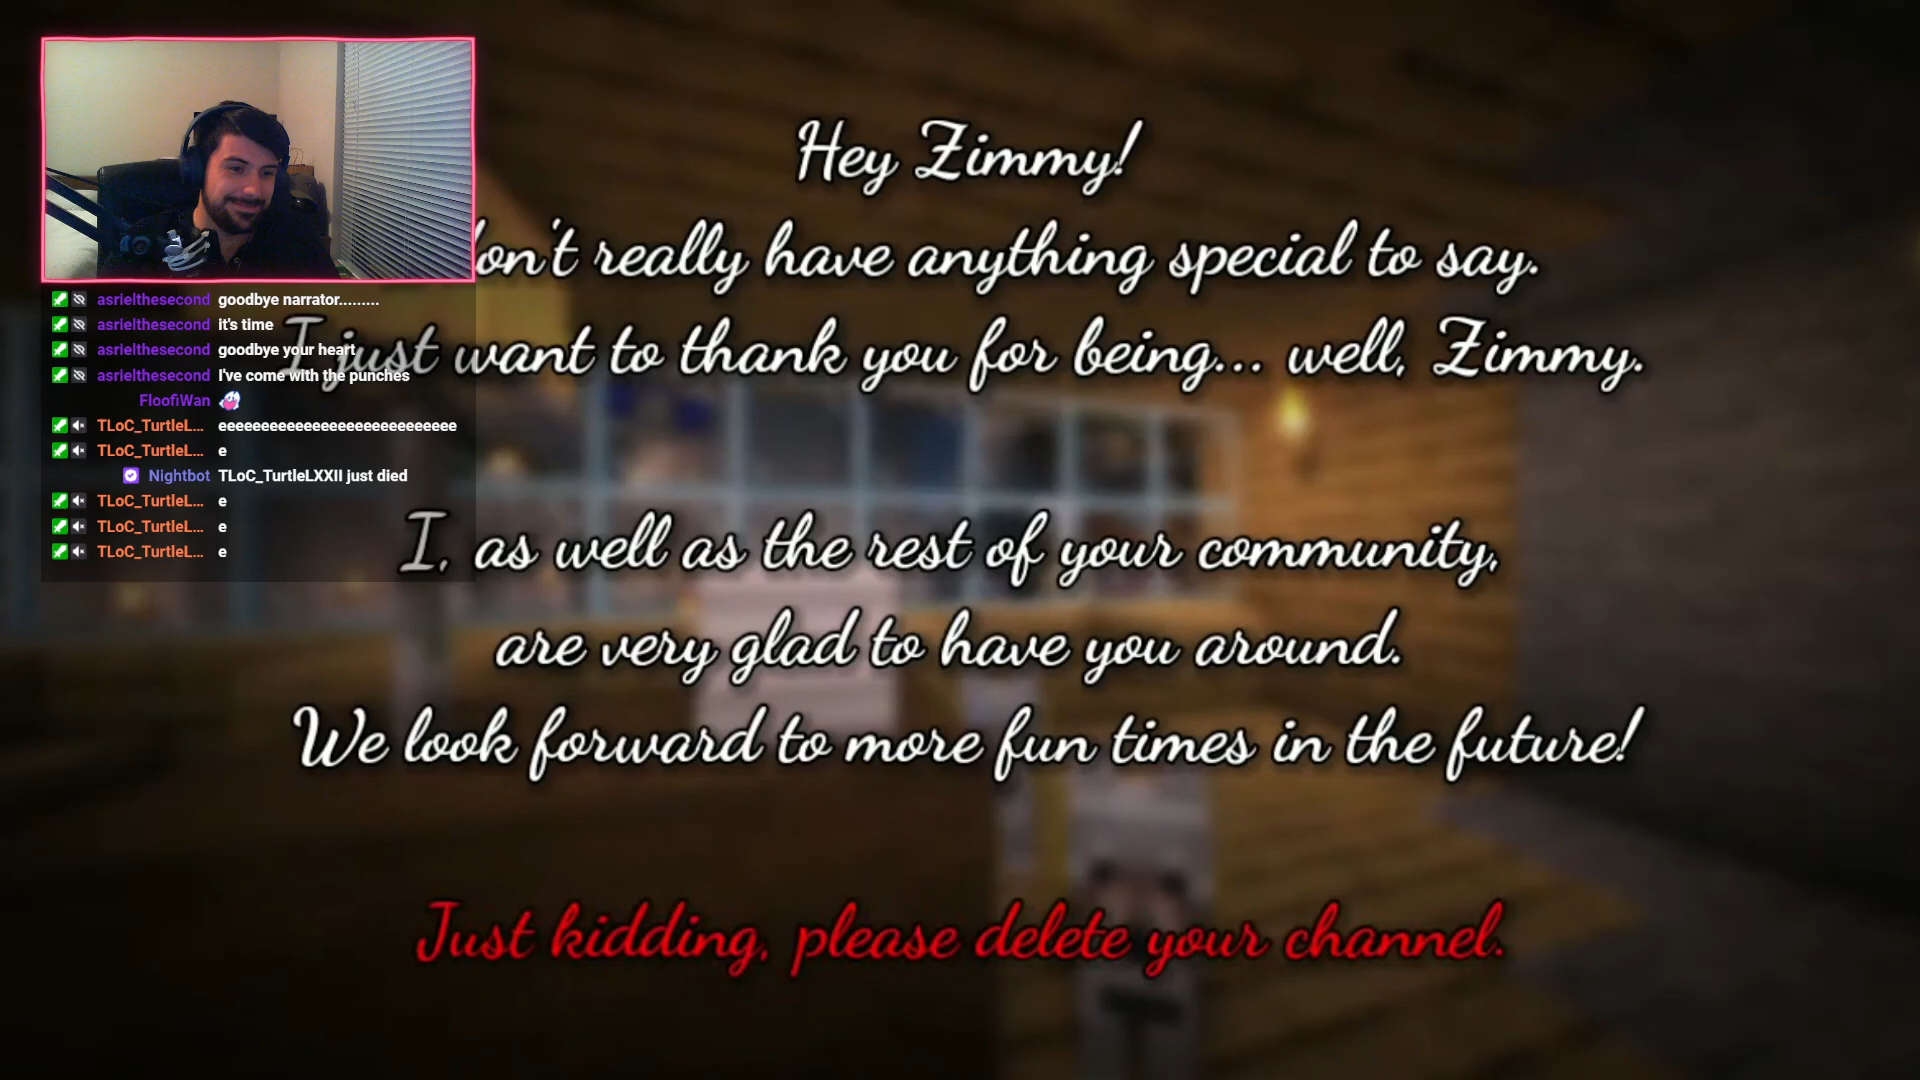 Hey Zimmy!
on't really have anything special to say.
I just want to thank you for being... well, Zimmy.
I, as well as the rest of your community,
are very glad to have you around.
We look forward to more fun times in the future!
Just kidding, please delete your channel.
asrielthesecond goodbye narrator.........
asrielthesecond it's time
asrielthesecond goodbye your heart
asrielthesecond I've come with the punches
FloofiWan
TLoC_TurtleL... eeeeeeeeeeeeeeeeeeeeeeeeeeee
TLoC_TurtleL... e
Nightbot TLoC_TurtleLXXII just died
TLoC_TurtleL... e
TLoC_TurtleL... e
TLoC_TurtleL... e